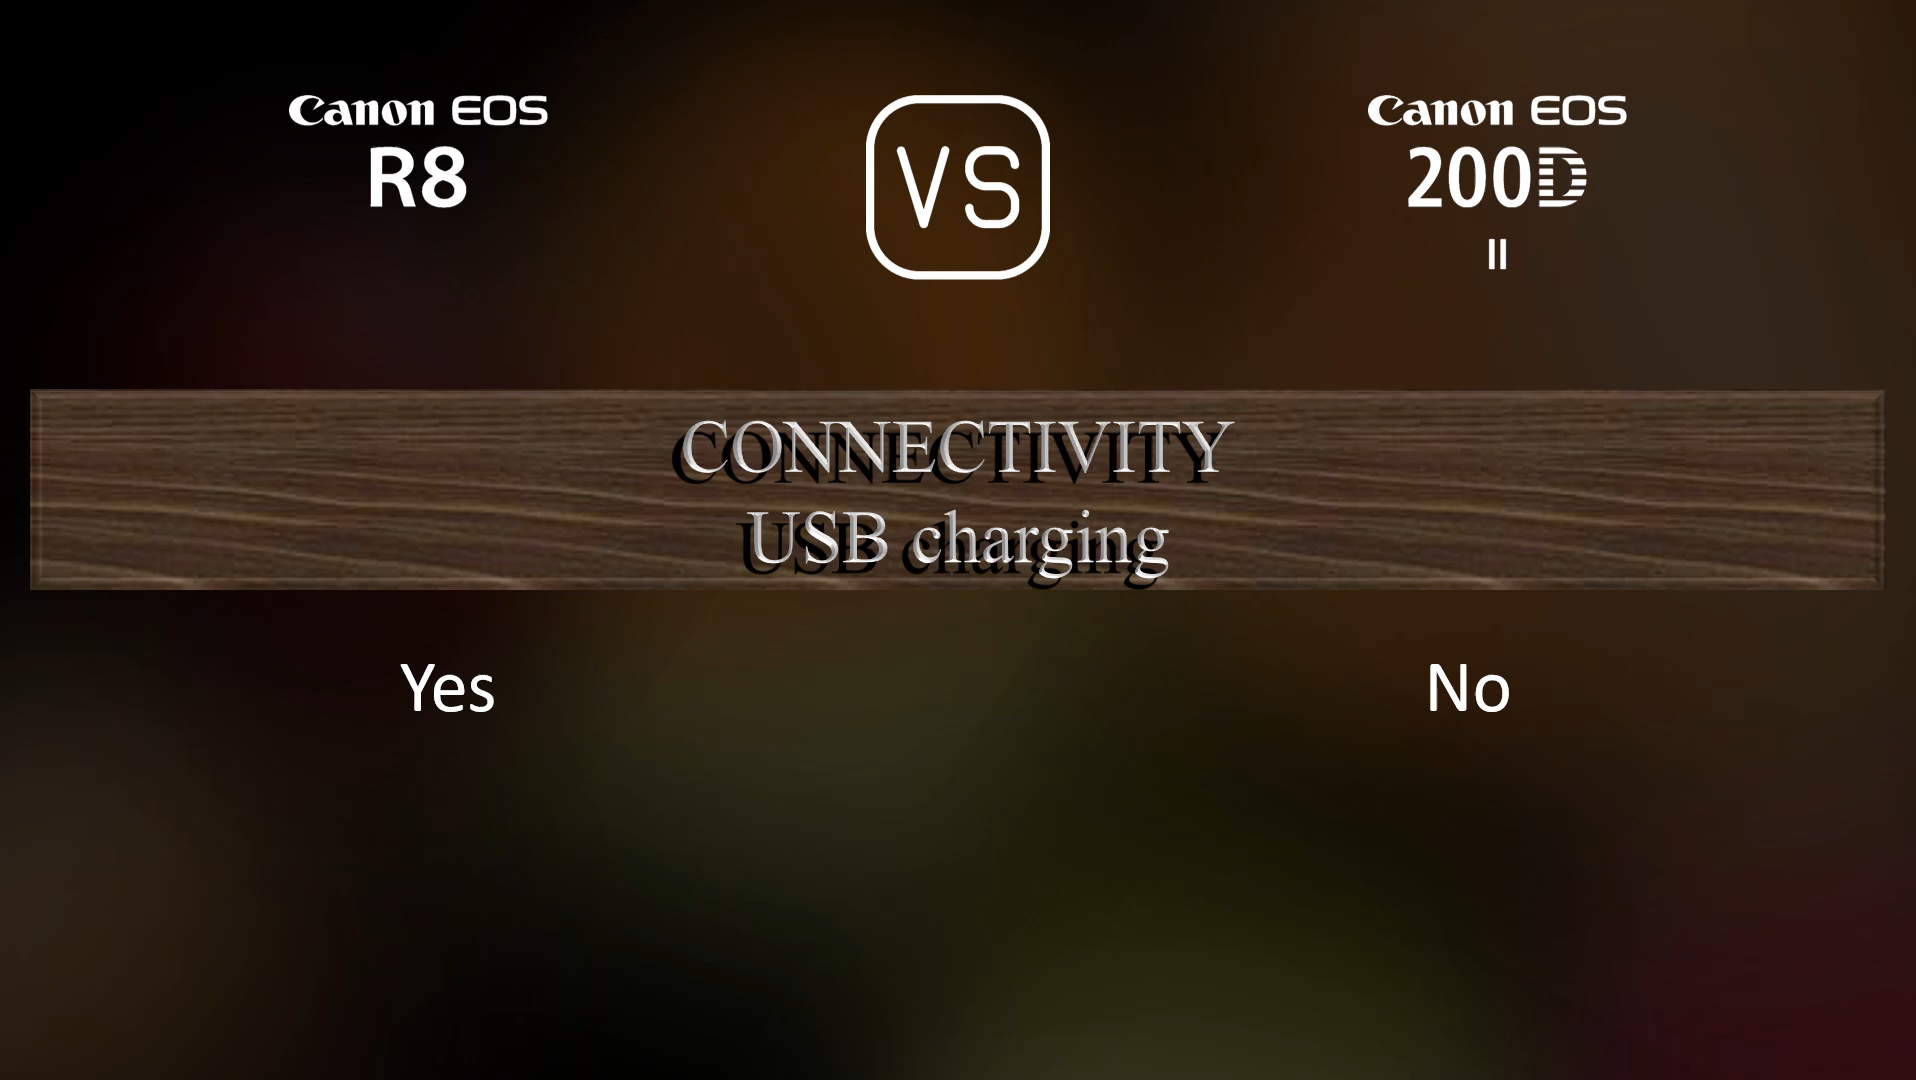 Canon EOS
R8
VS
Canon EOS
200D
II
CONNECTIVITY
USB charging
Yes
No